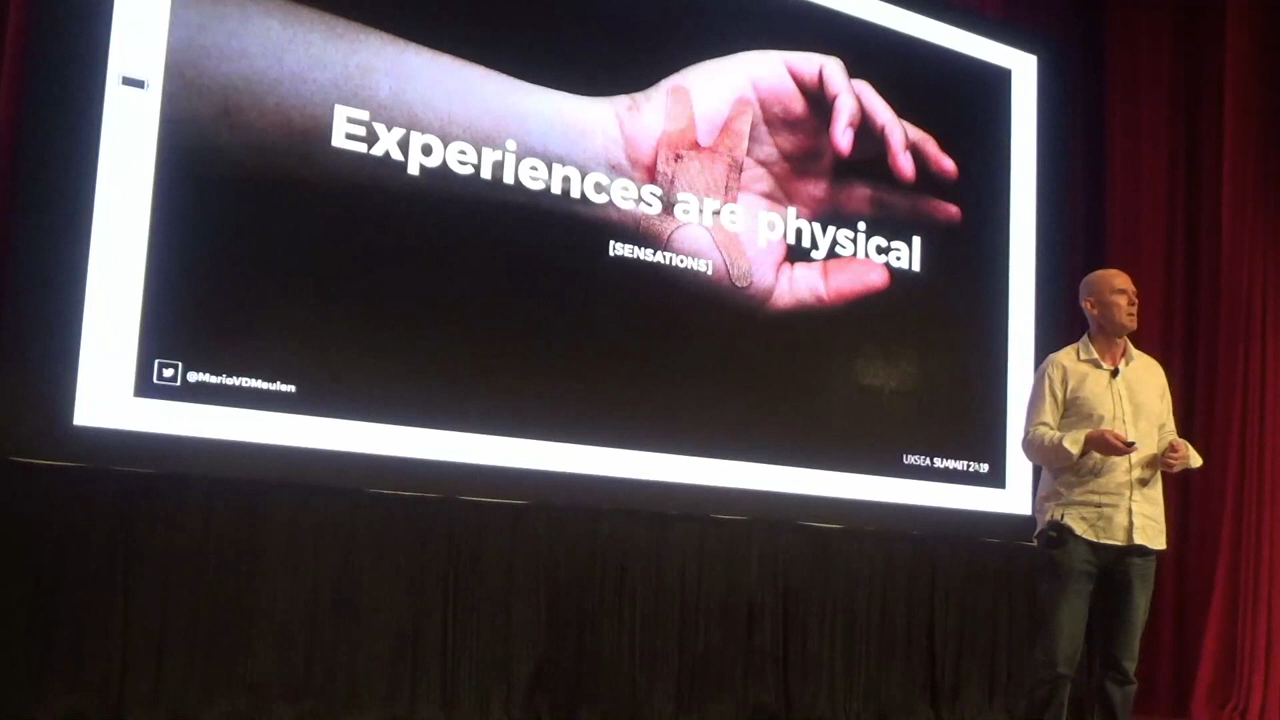 Experiences are physical
[SENSATIONS]
@MarioVDMeulen
UXSEA SUMMIT 2019